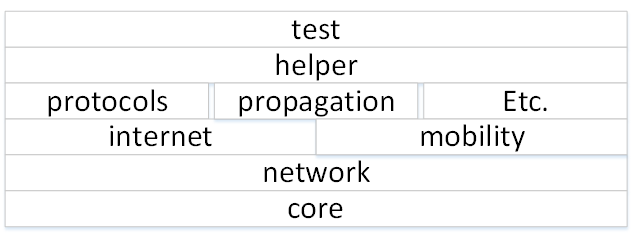 test
helper
protocols propagation Etc.
internet mobility
network
core